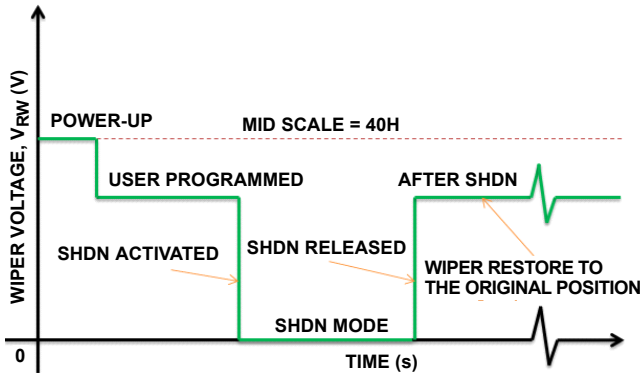 WIPER VOLTAGE, VRW (V)
POWER-UP
MID SCALE = 40H
USER PROGRAMMED
AFTER SHDN
SHDN ACTIVATED
SHDN RELEASED
WIPER RESTORE TO
THE ORIGINAL POSITION
SHDN MODE
0
TIME (s)